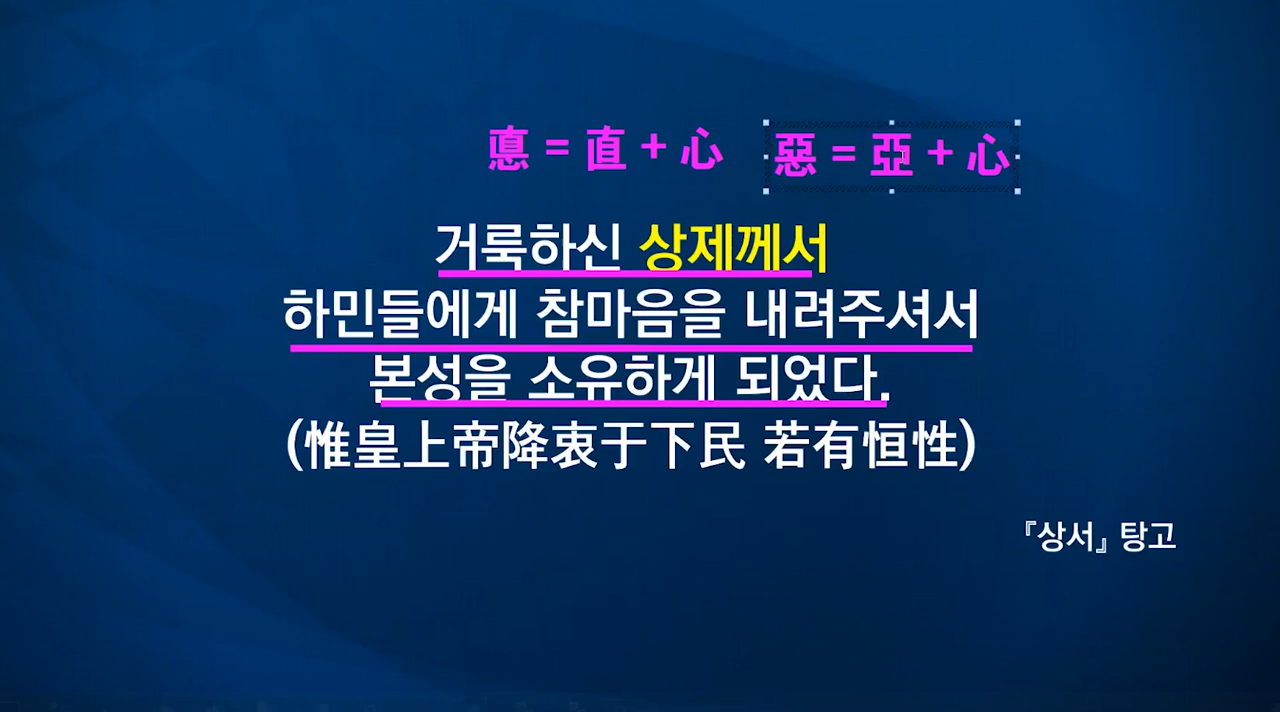 悳 = 直 + 心 惡 = 亞 + 心
거룩하신 상제께서
하민들에게 참마음을 내려주셔서
본성을 소유하게 되었다.
(惟皇上帝降衷于下民 若有恒性)
『상서』 탕고